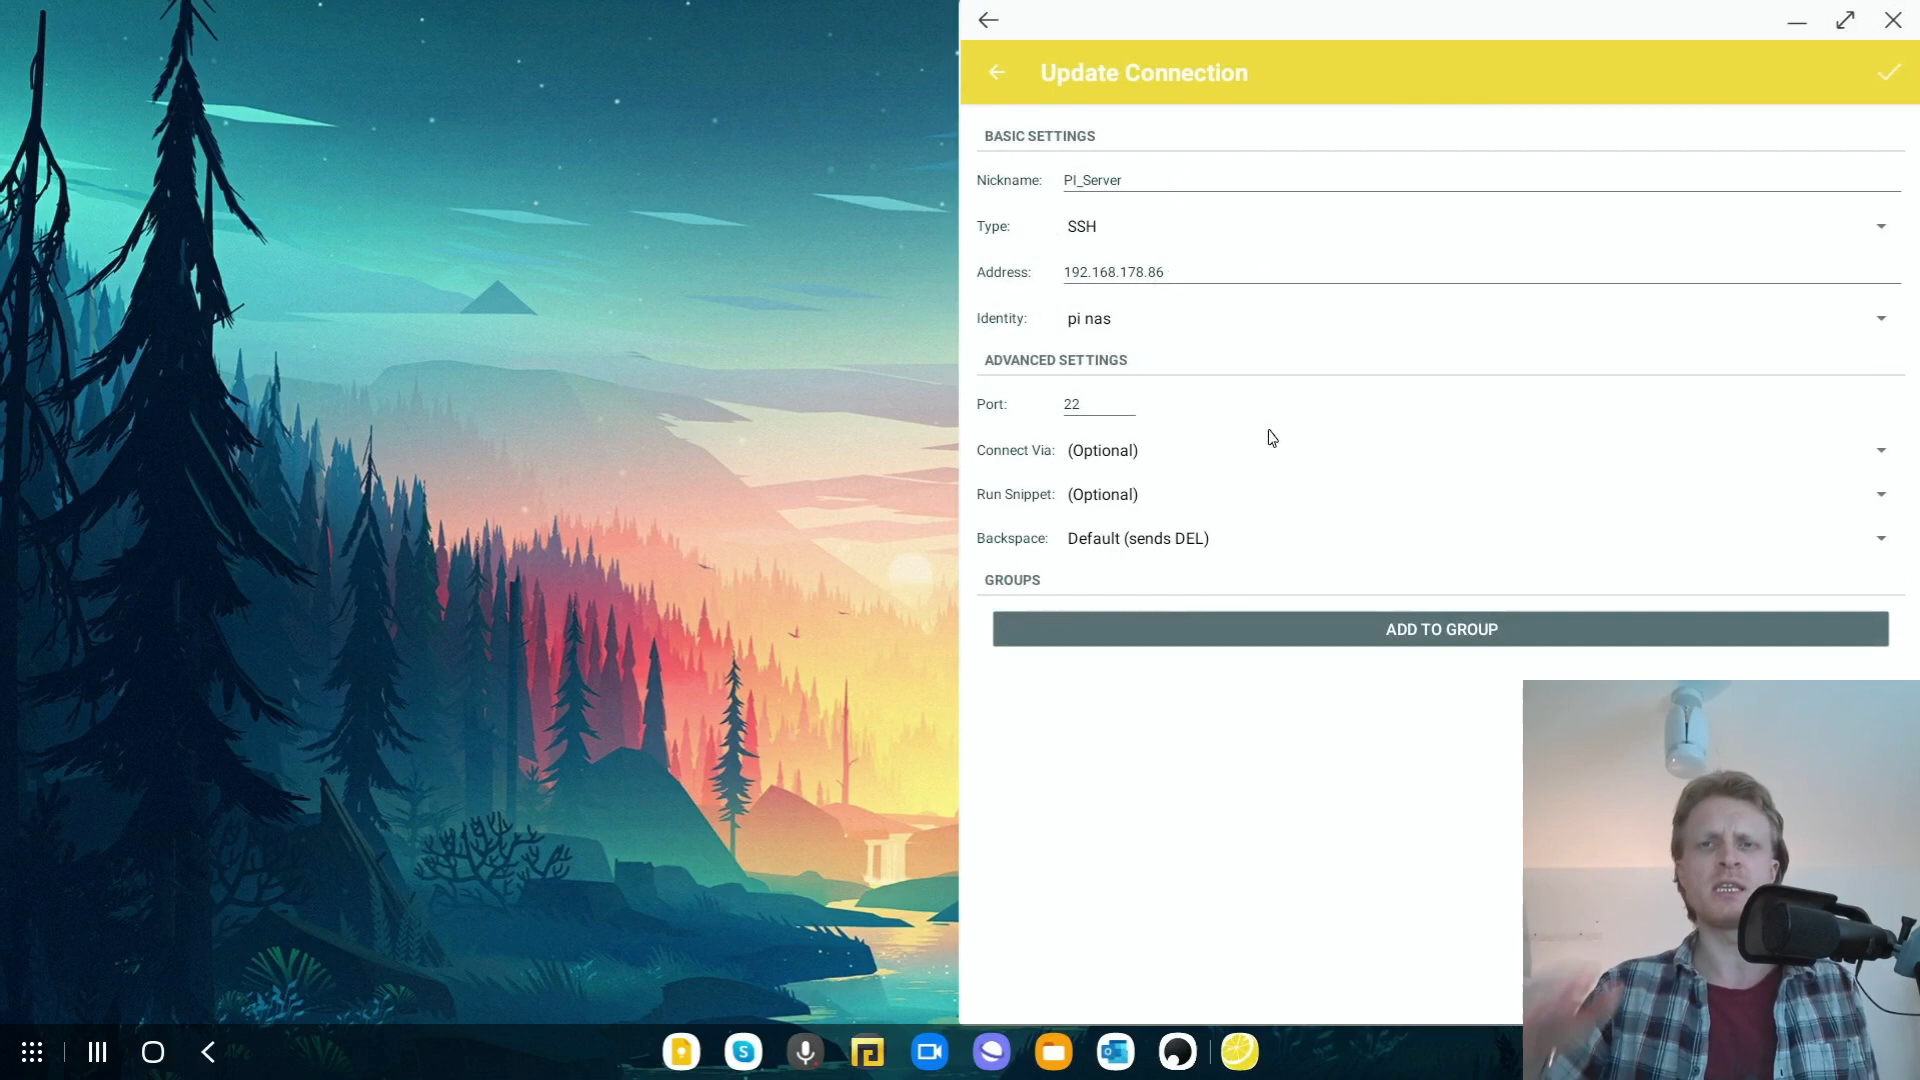 Update Connection
BASIC SETTINGS
Nickname: PI_Server
Type: SSH
Address: 192.168.178.86
Identity: pi nas
ADVANCED SETTINGS
Port: 22
Connect Via: (Optional)
Run Snippet: (Optional)
Backspace: Default (sends DEL)
GROUPS
ADD TO GROUP